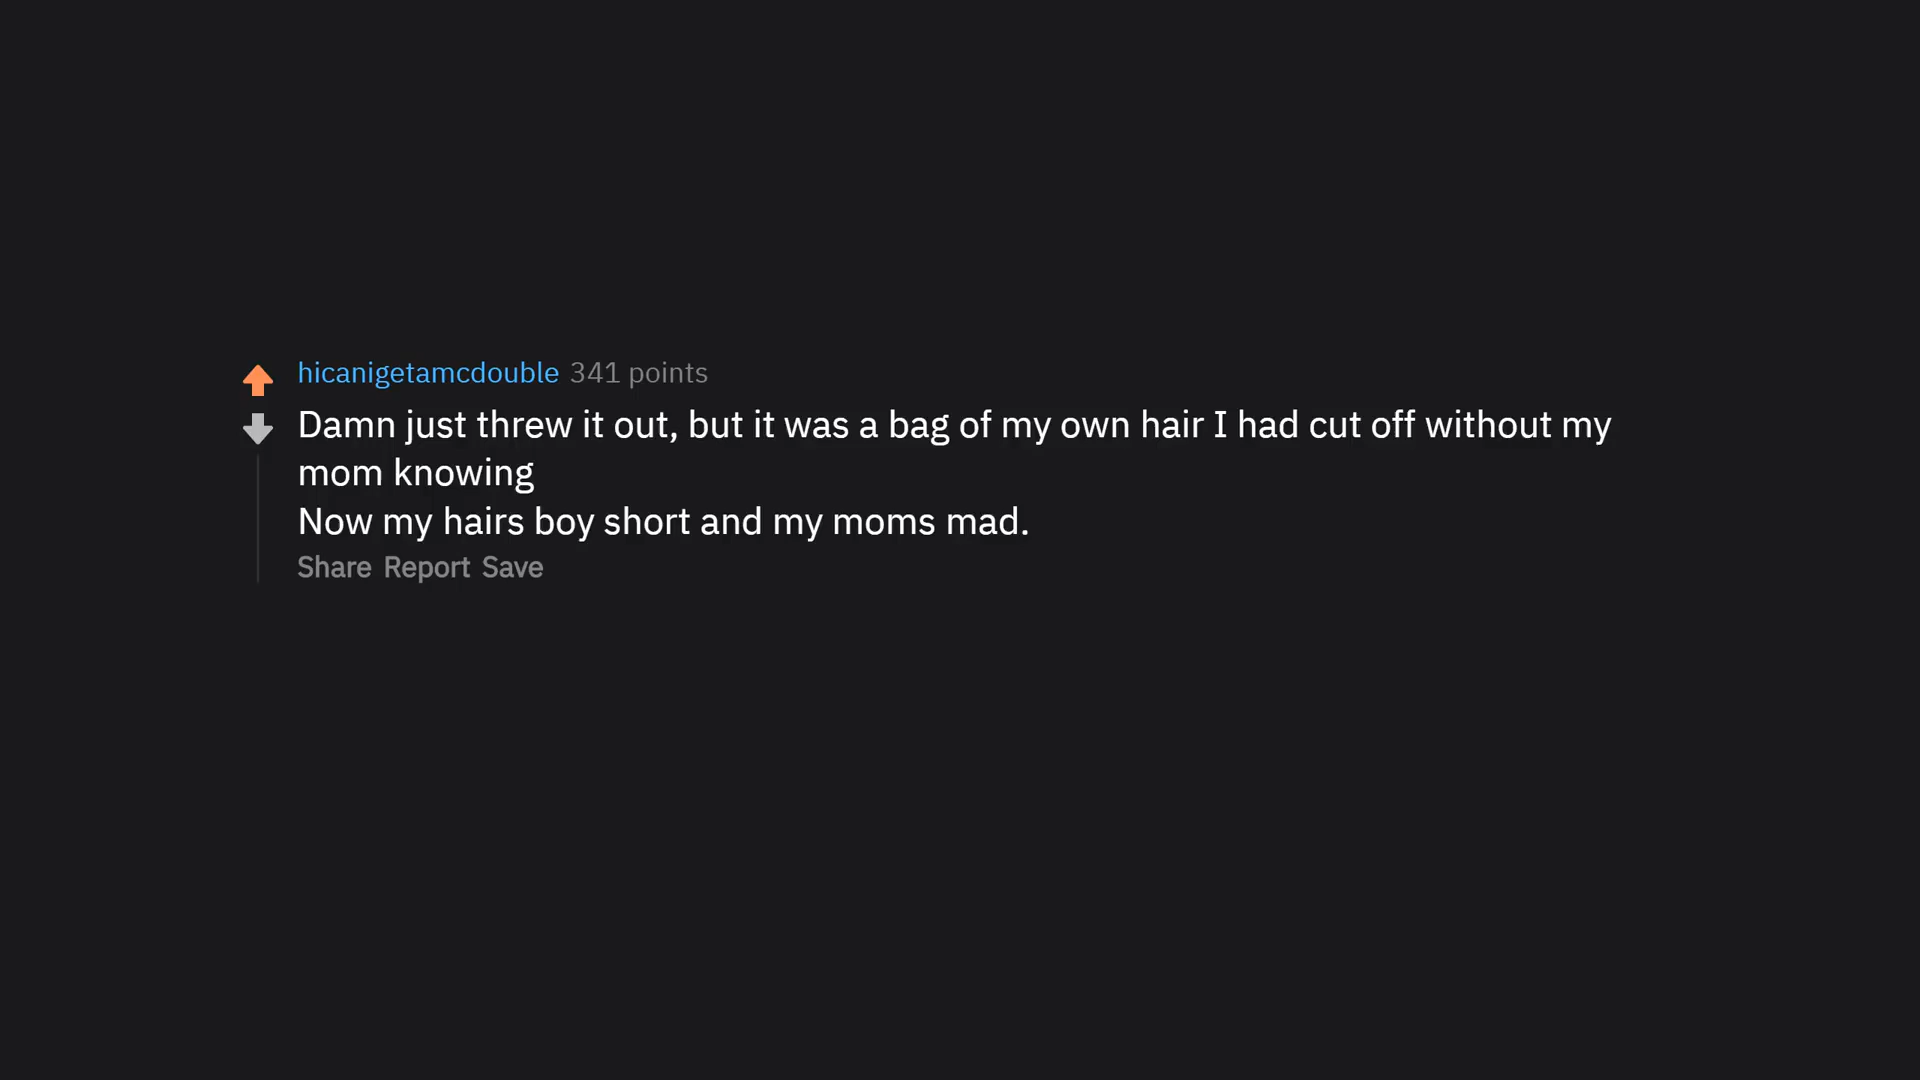 hicanigetamcdouble 341 points
Damn just threw it out, but it was a bag of my own hair I had cut off without my
mom knowing
Now my hairs boy short and my moms mad.
Share Report Save